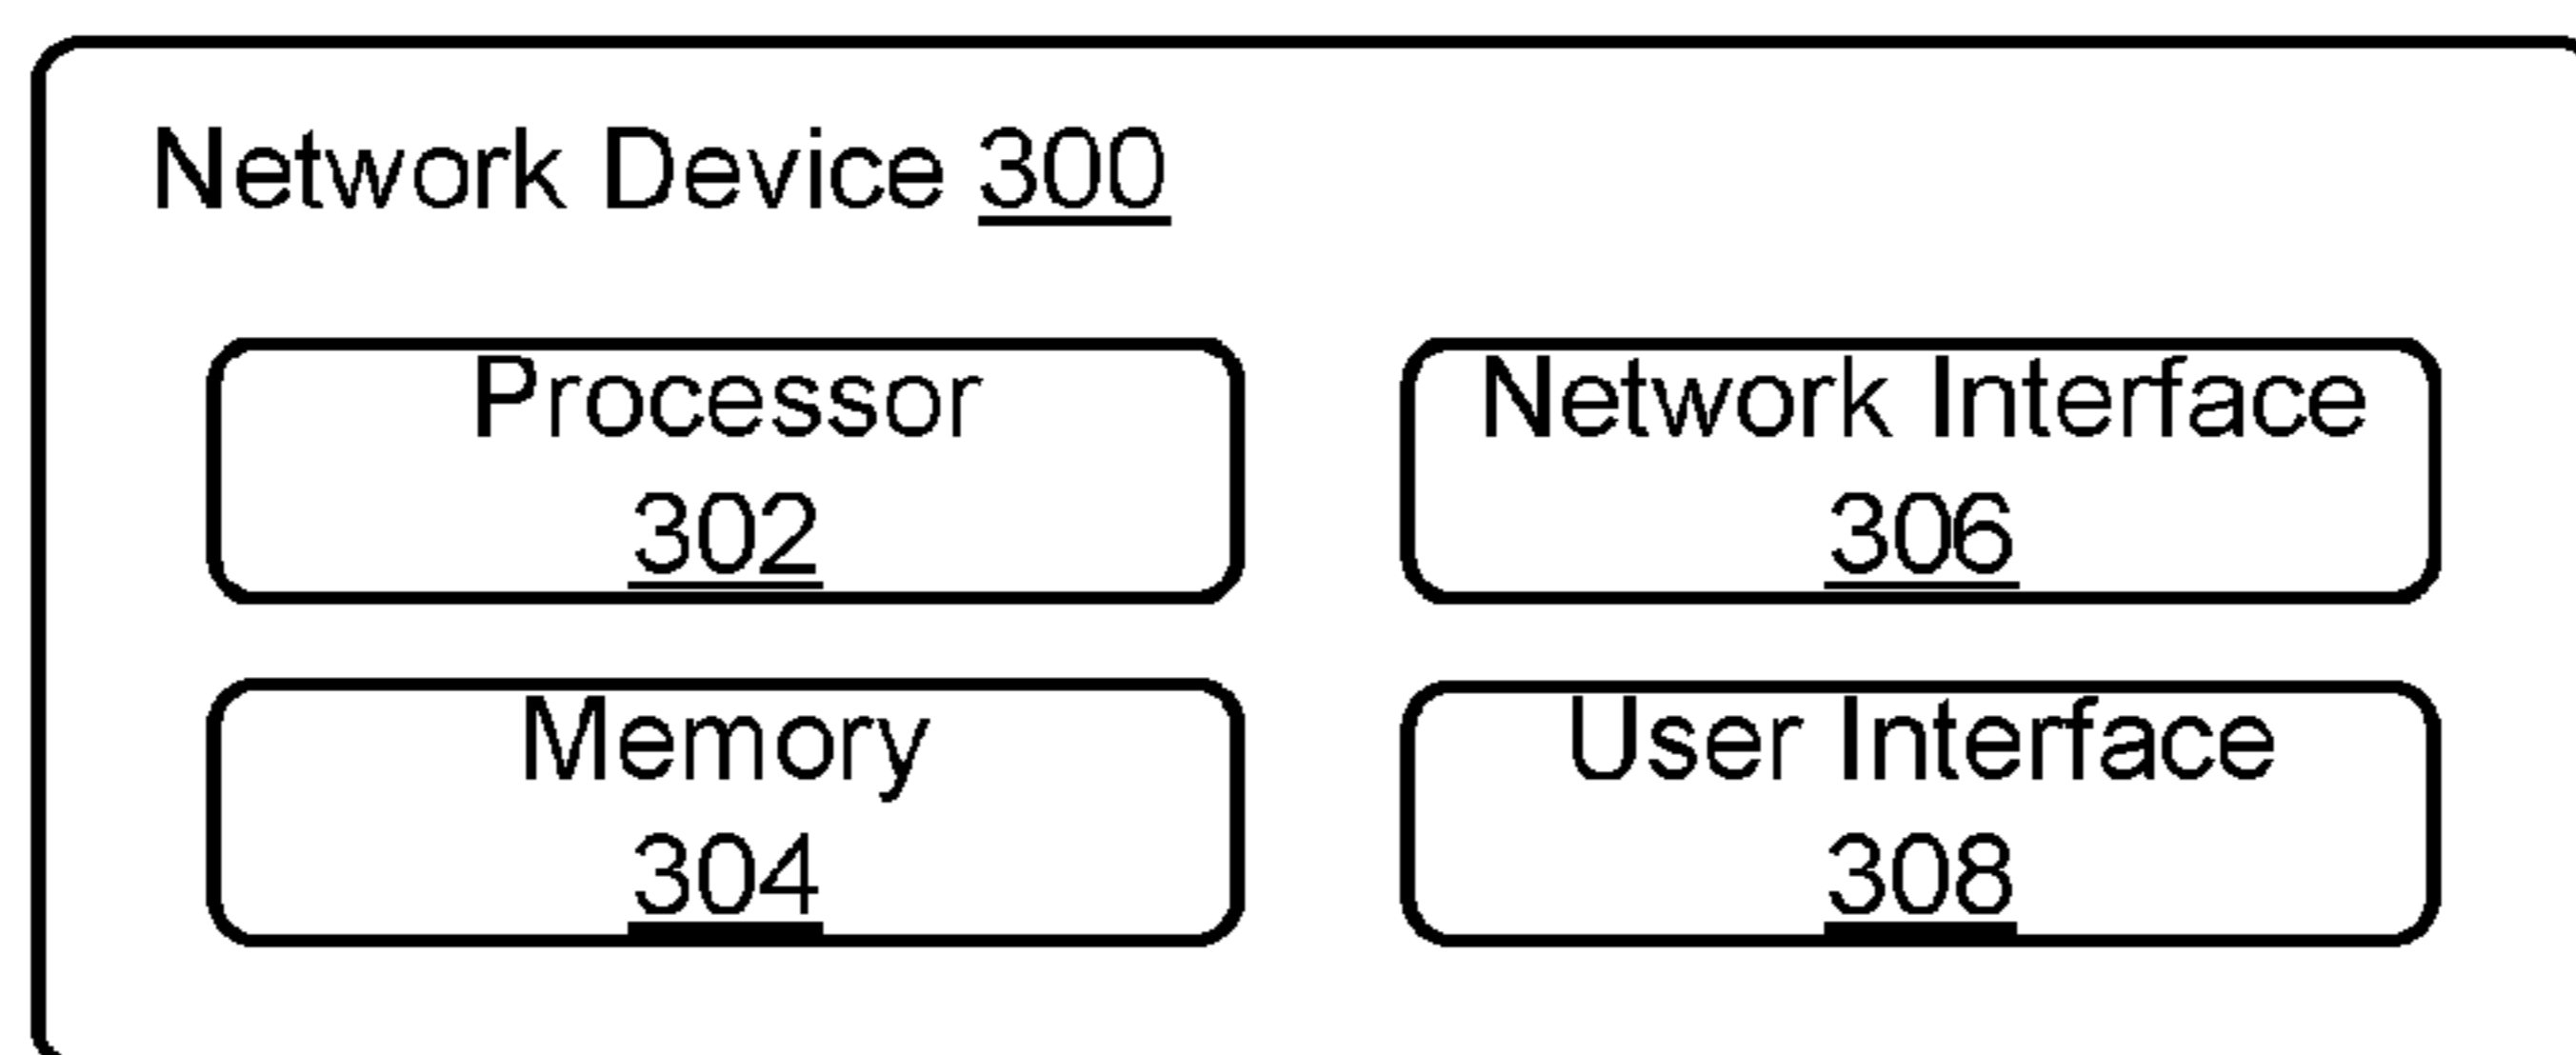 Network Device 300
Processor
302
Network Interface
306
Memory
304
User Interface
308